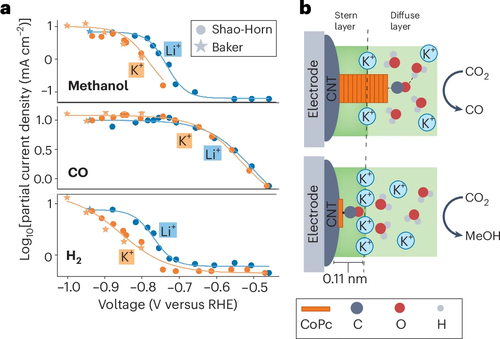 a
Log10[partial current density (mA cm−2)]
1
0
−1
Methanol
K+
Li+
Shao-Horn
Baker
1.0
0.5
0.0
CO
K+
Li+
1
0
H2
K+
Li+
−1.0 −0.9 −0.8 −0.7 −0.6 −0.5
Voltage (V versus RHE)
b
Stern layer
Diffuse layer
Electrode
CNT
K+
K+
K+
K+
CO2
CO
Electrode
CNT
K+
K+
K+
K+
K+
K+
K+
CO2
MeOH
0.11 nm
CoPc C O H